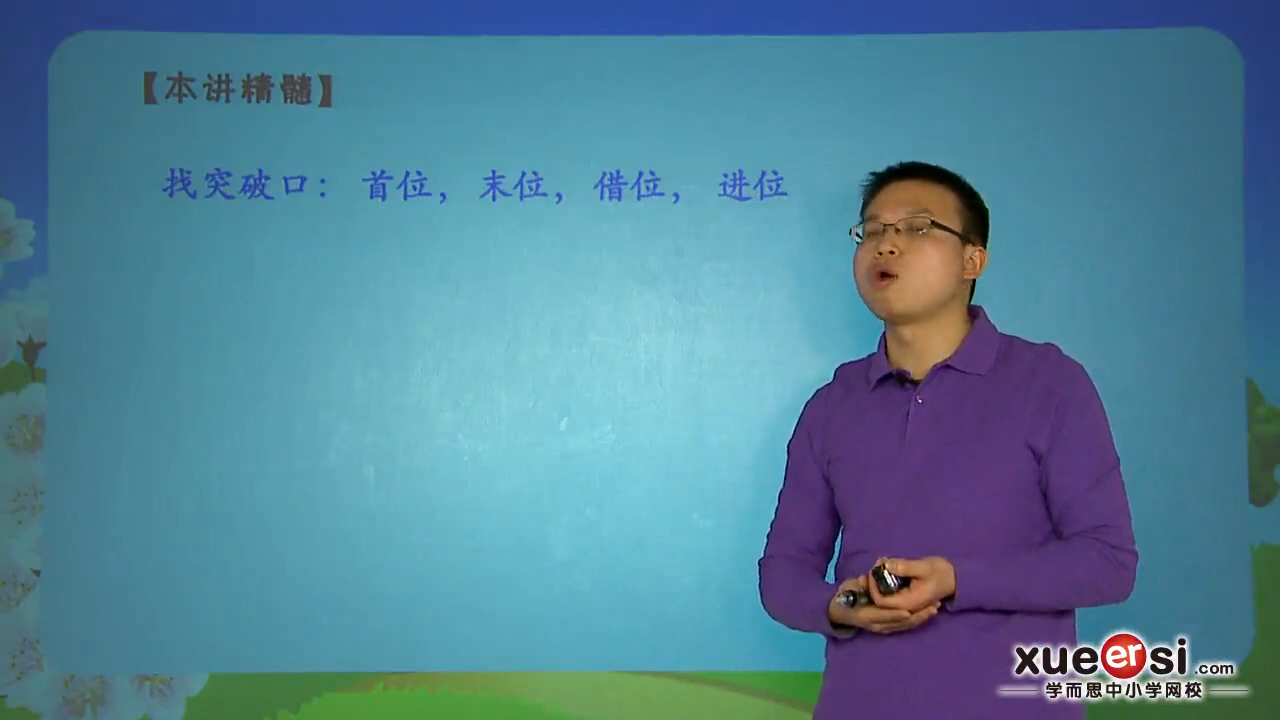 【本讲精髓】
找突破口: 首位, 末位, 借位, 进位
xueersi.com
学而思中小学网校